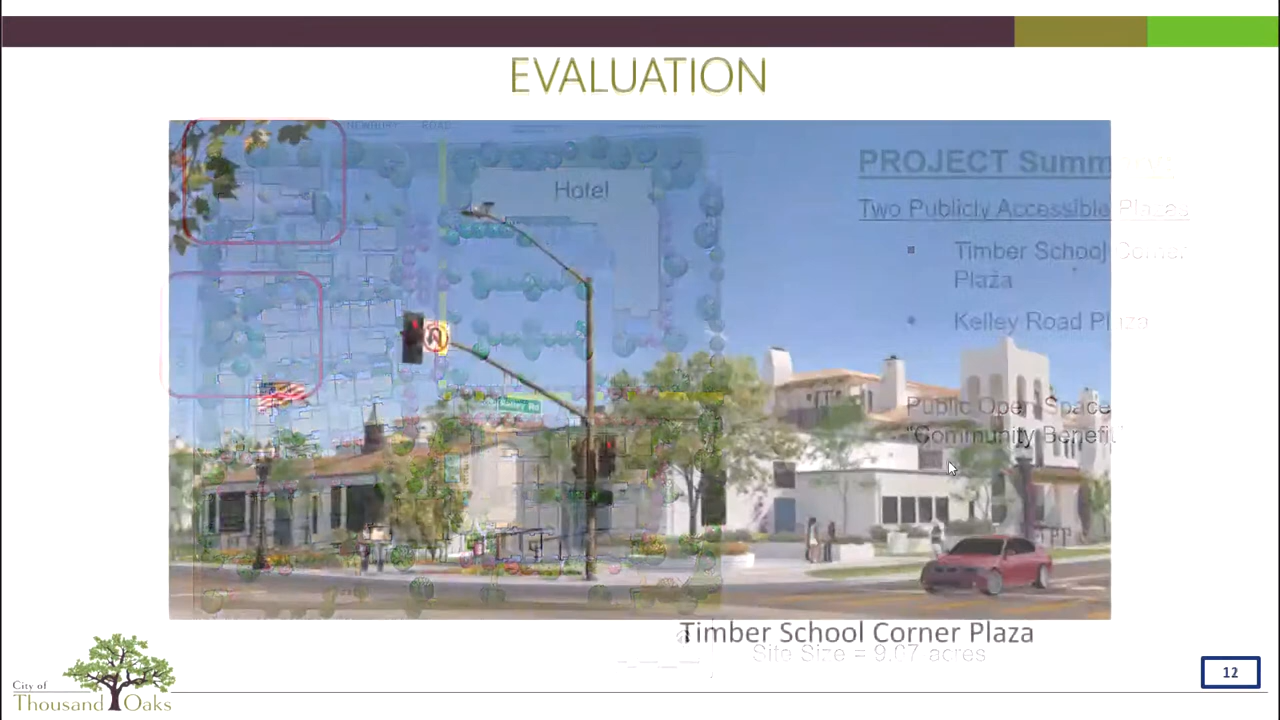 EVALUATION
NEWBURY ROAD
Hotel
PROJECT Summary
Two Publicly Accessible Places
▪ Timber School Corner
Plaza
• Kelley Road Plaza
Kelley Rd
Public Open Space
"Community Benefit"
Timber School Corner Plaza
Site Size = 9.07 acres
City of
Thousand Oaks
12